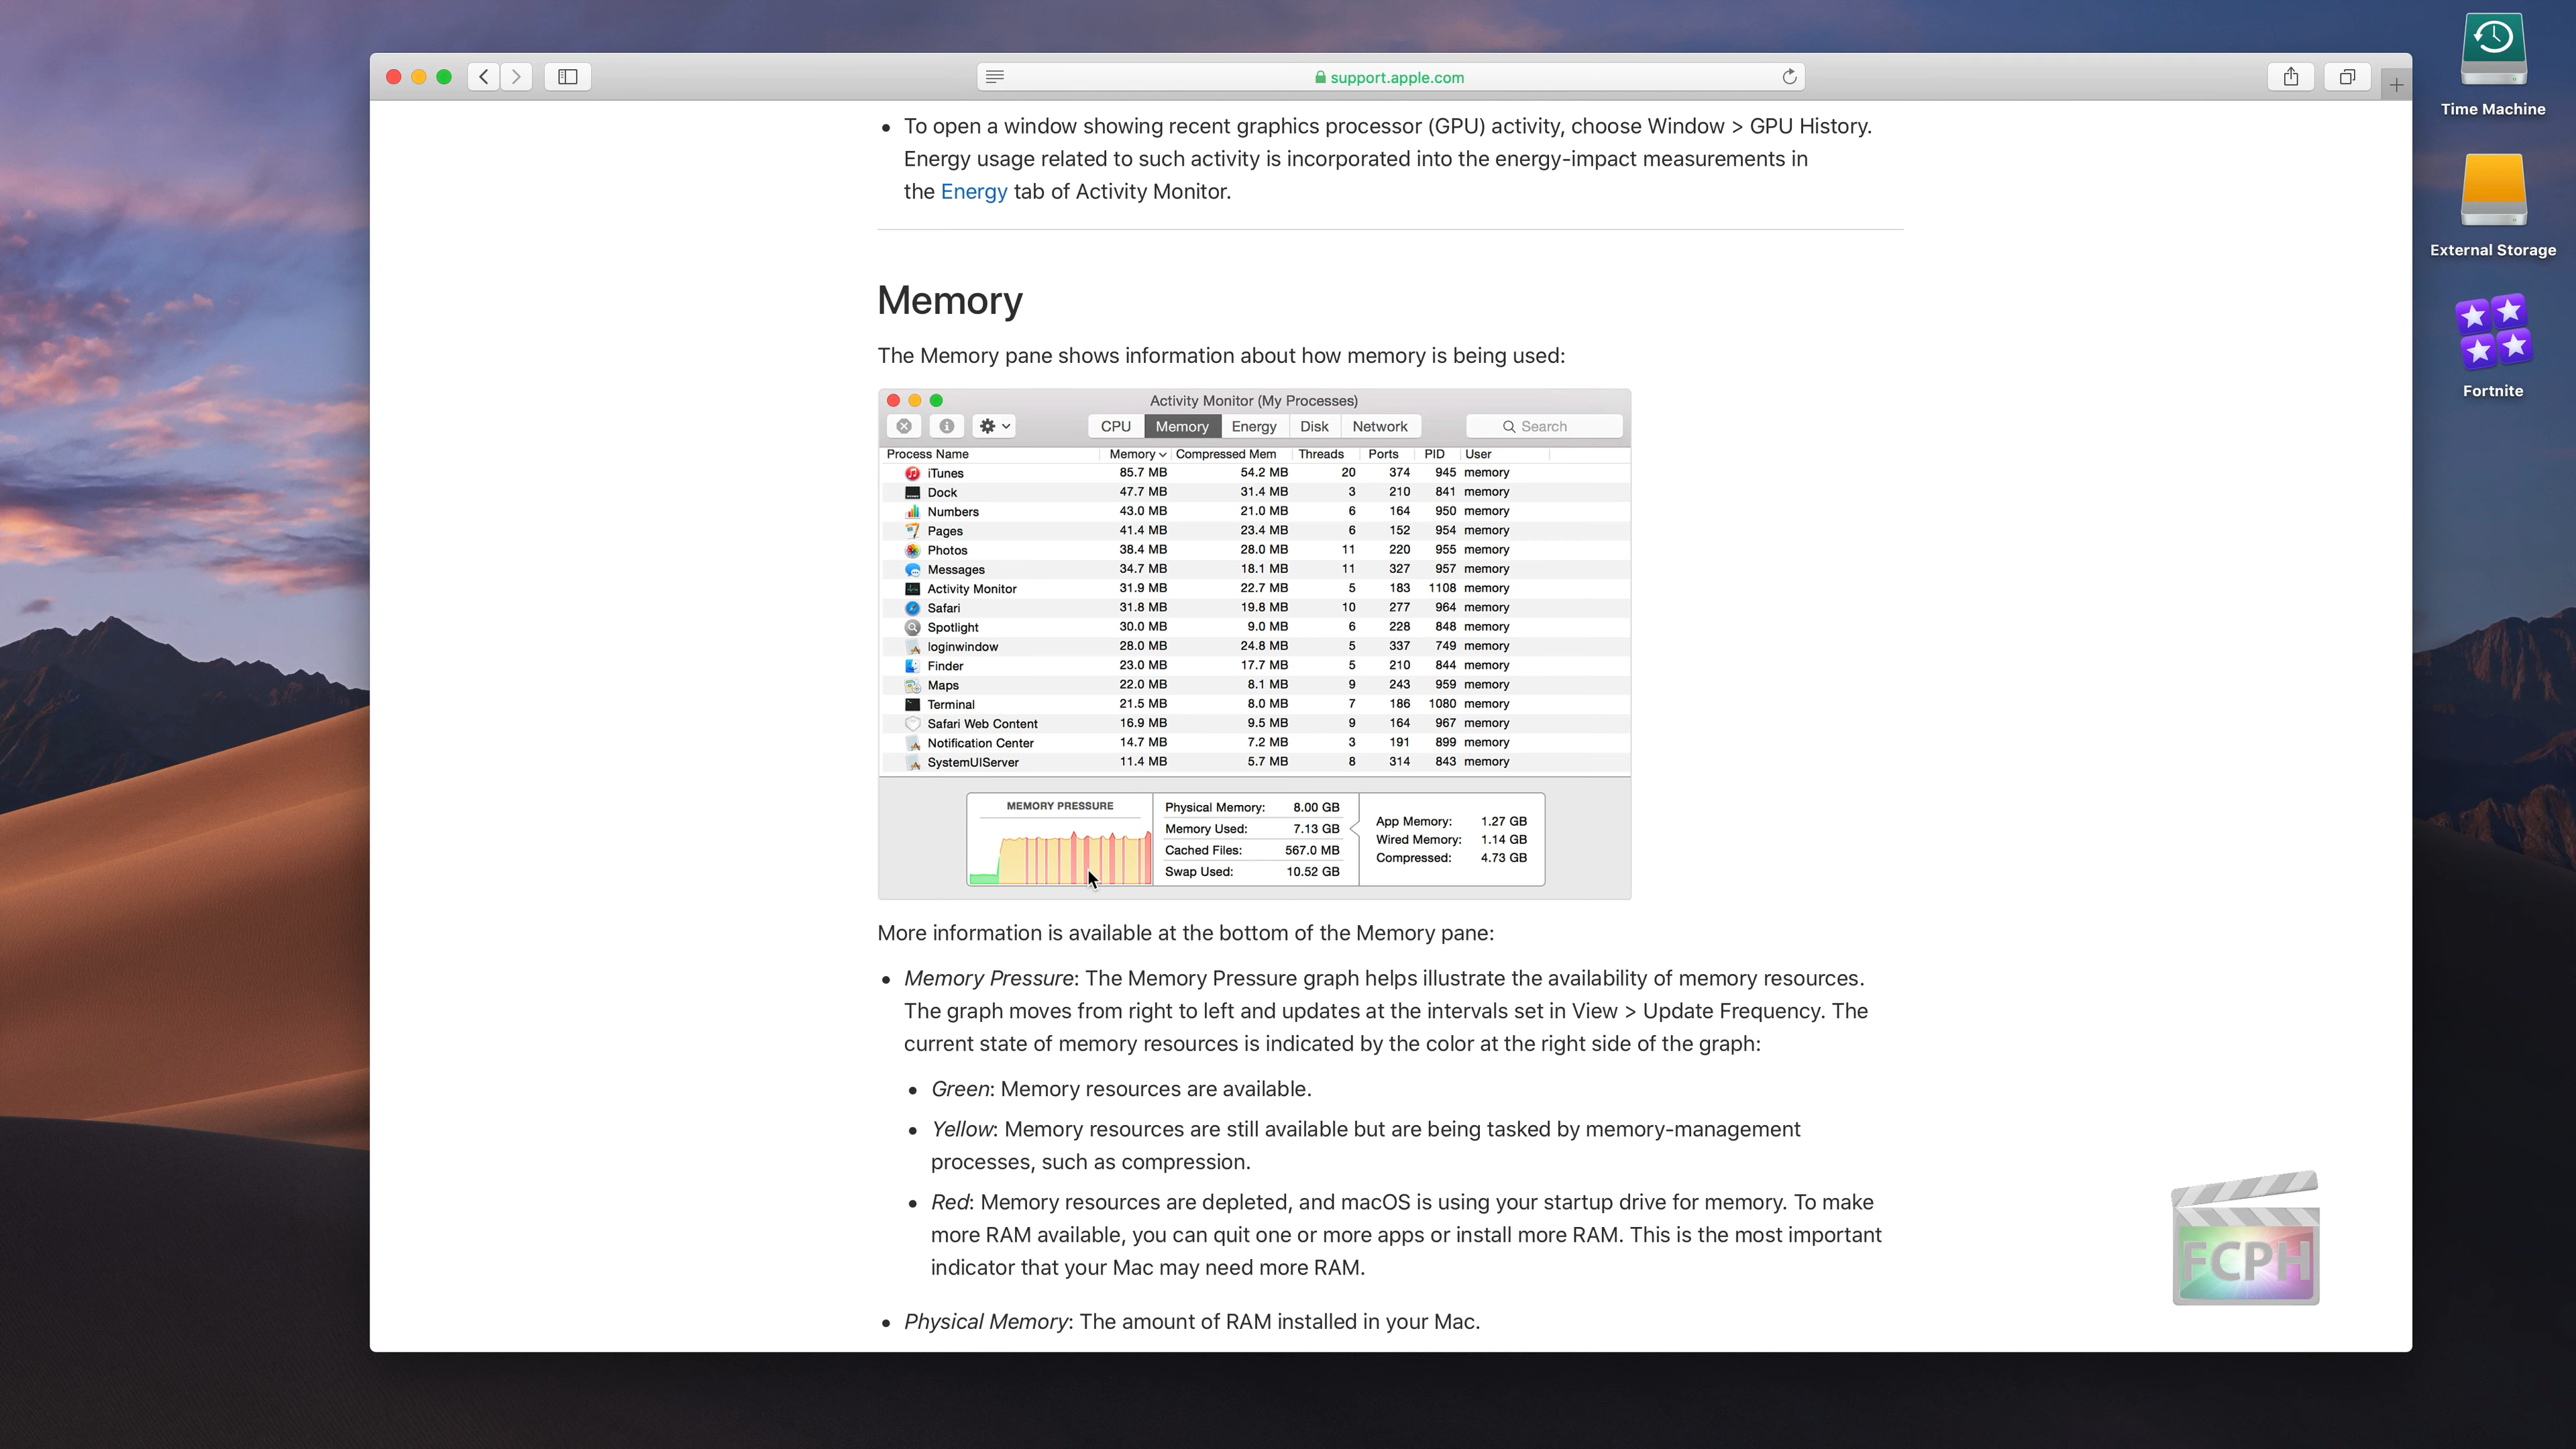 support.apple.com
Time Machine
External Storage
Fortnite
• To open a window showing recent graphics processor (GPU) activity, choose Window > GPU History.
Energy usage related to such activity is incorporated into the energy-impact measurements in
the Energy tab of Activity Monitor.
Memory
The Memory pane shows information about how memory is being used:
Activity Monitor (My Processes)
CPU Memory Energy Disk Network Search
Process Name Memory Compressed Mem Threads Ports PID User
iTunes 85.7 MB 54.2 MB 20 374 945 memory
Dock 47.7 MB 31.4 MB 3 210 841 memory
Numbers 43.0 MB 21.0 MB 6 164 950 memory
Pages 41.4 MB 23.4 MB 6 152 954 memory
Photos 38.4 MB 28.0 MB 11 220 955 memory
Messages 34.7 MB 18.1 MB 11 327 957 memory
Activity Monitor 31.9 MB 22.7 MB 5 183 1108 memory
Safari 31.8 MB 19.8 MB 10 277 964 memory
Spotlight 30.0 MB 9.0 MB 6 228 848 memory
loginwindow 28.0 MB 24.8 MB 5 337 749 memory
Finder 23.0 MB 17.7 MB 5 210 844 memory
Maps 22.0 MB 8.1 MB 9 243 959 memory
Terminal 21.5 MB 8.0 MB 7 186 1080 memory
Safari Web Content 16.9 MB 9.5 MB 9 164 967 memory
Notification Center 14.7 MB 7.2 MB 3 191 899 memory
SystemUIServer 11.4 MB 5.7 MB 8 314 843 memory
MEMORY PRESSURE
Physical Memory: 8.00 GB
Memory Used: 7.13 GB
Cached Files: 567.0 MB
Swap Used: 10.52 GB
App Memory: 1.27 GB
Wired Memory: 1.14 GB
Compressed: 4.73 GB
More information is available at the bottom of the Memory pane:
• Memory Pressure: The Memory Pressure graph helps illustrate the availability of memory resources.
The graph moves from right to left and updates at the intervals set in View > Update Frequency. The
current state of memory resources is indicated by the color at the right side of the graph:
• Green: Memory resources are available.
• Yellow: Memory resources are still available but are being tasked by memory-management
processes, such as compression.
• Red: Memory resources are depleted, and macOS is using your startup drive for memory. To make
more RAM available, you can quit one or more apps or install more RAM. This is the most important
indicator that your Mac may need more RAM.
• Physical Memory: The amount of RAM installed in your Mac.
FCPH